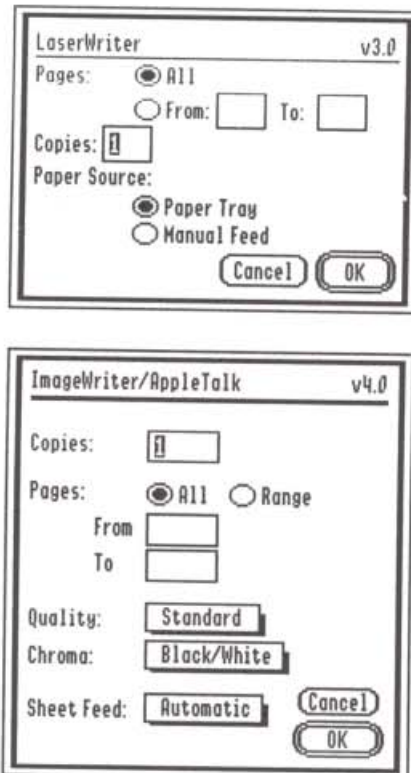 LaserWriter v3.0
Pages: All
From: To:
Copies: 1
Paper Source:
Paper Tray
Manual Feed
Cancel OK
ImageWriter/AppleTalk v4.0
Copies: 1
Pages: All Range
From
To
Quality: Standard
Chroma: Black/White
Sheet Feed: Automatic Cancel
OK